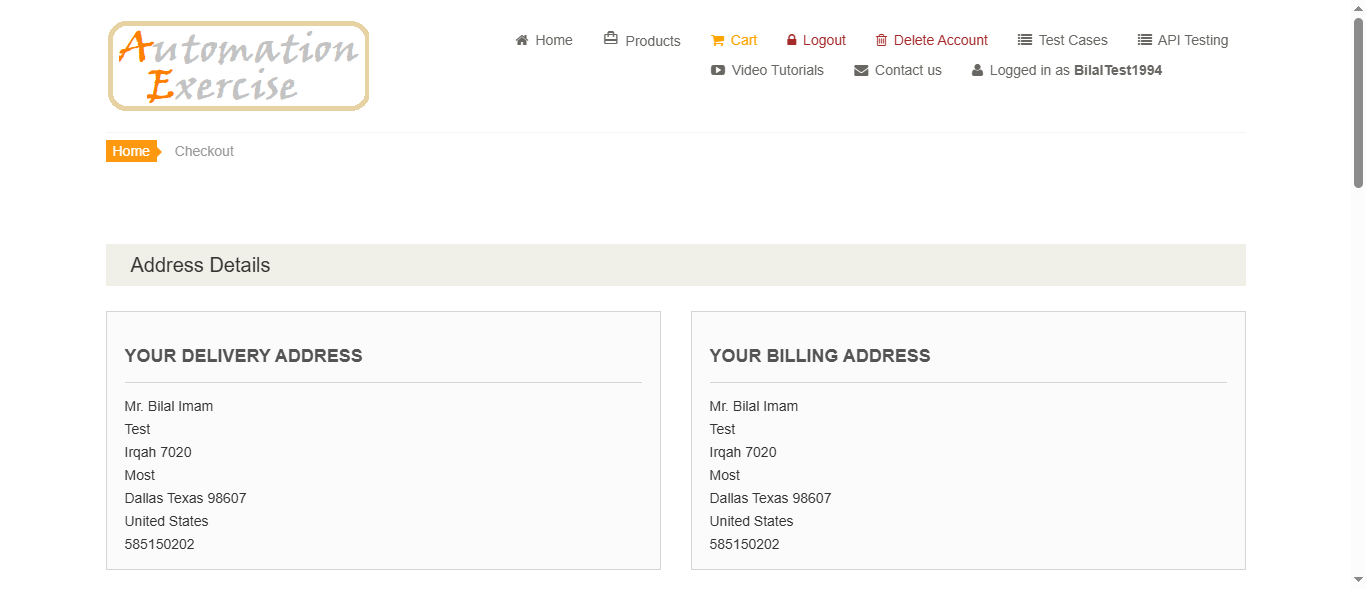 Automation
Exercise
Home Products Cart Logout Delete Account Test Cases API Testing
Video Tutorials Contact us Logged in as BilalTest1994
Home Checkout
Address Details
YOUR DELIVERY ADDRESS
Mr. Bilal Imam
Test
Irqah 7020
Most
Dallas Texas 98607
United States
585150202
YOUR BILLING ADDRESS
Mr. Bilal Imam
Test
Irqah 7020
Most
Dallas Texas 98607
United States
585150202